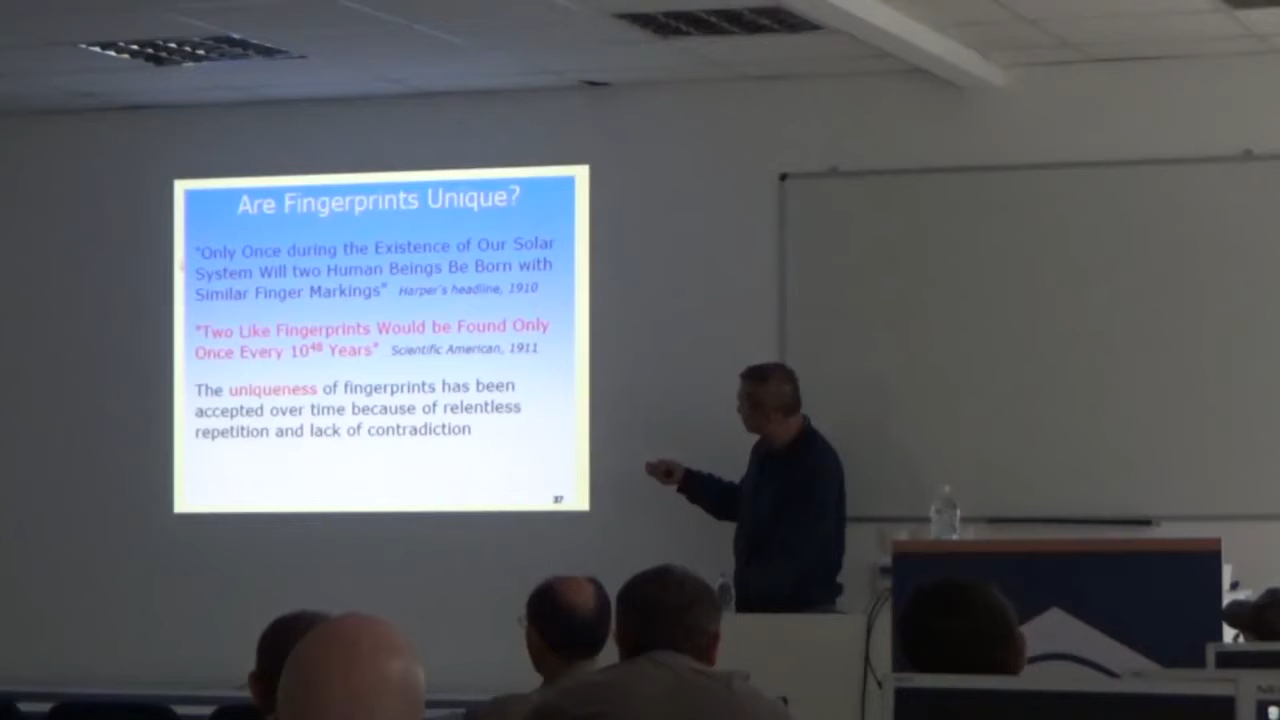 Are Fingerprints Unique?
"Only Once during the Existence of Our Solar
System Will two Human Beings Be Born with
Similar Finger Markings" Harper's headline, 1910
"Two Like Fingerprints Would be Found Only
Once Every 10⁴⁸ Years" Scientific American, 1911
The uniqueness of fingerprints has been
accepted over time because of relentless
repetition and lack of contradiction
37